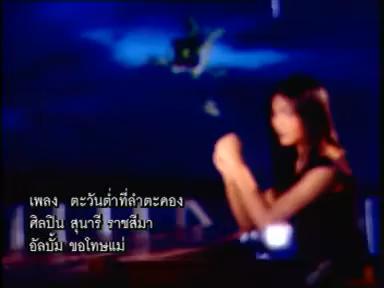 เพลง ตะวันต่ำที่ลำตะคอง
ศิลปิน สุนารี ราชสีมา
อัลบั้ม ขอโทษแม่